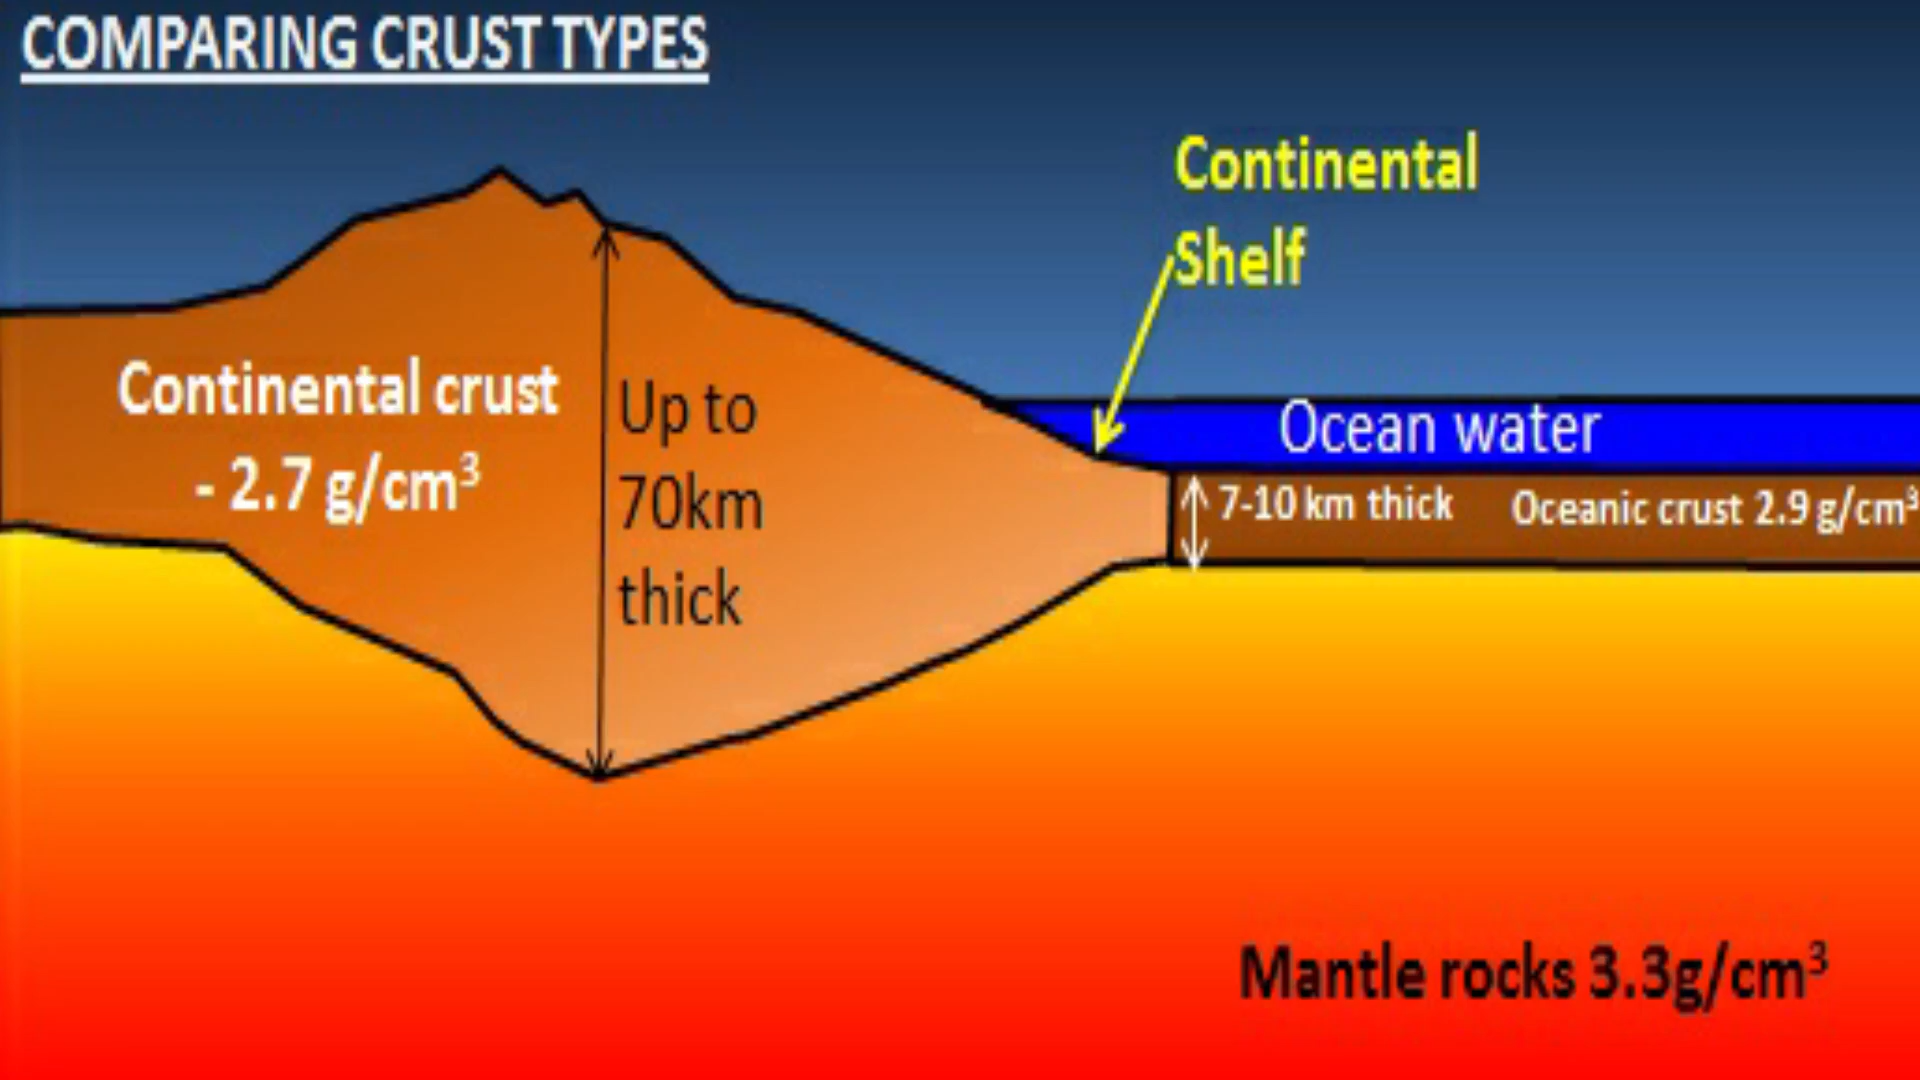 COMPARING CRUST TYPES
Continental
Shelf
Continental crust
- 2.7 g/cm³
Up to
70km
thick
Ocean water
7-10 km thick
Oceanic crust 2.9 g/cm³
Mantle rocks 3.3g/cm³